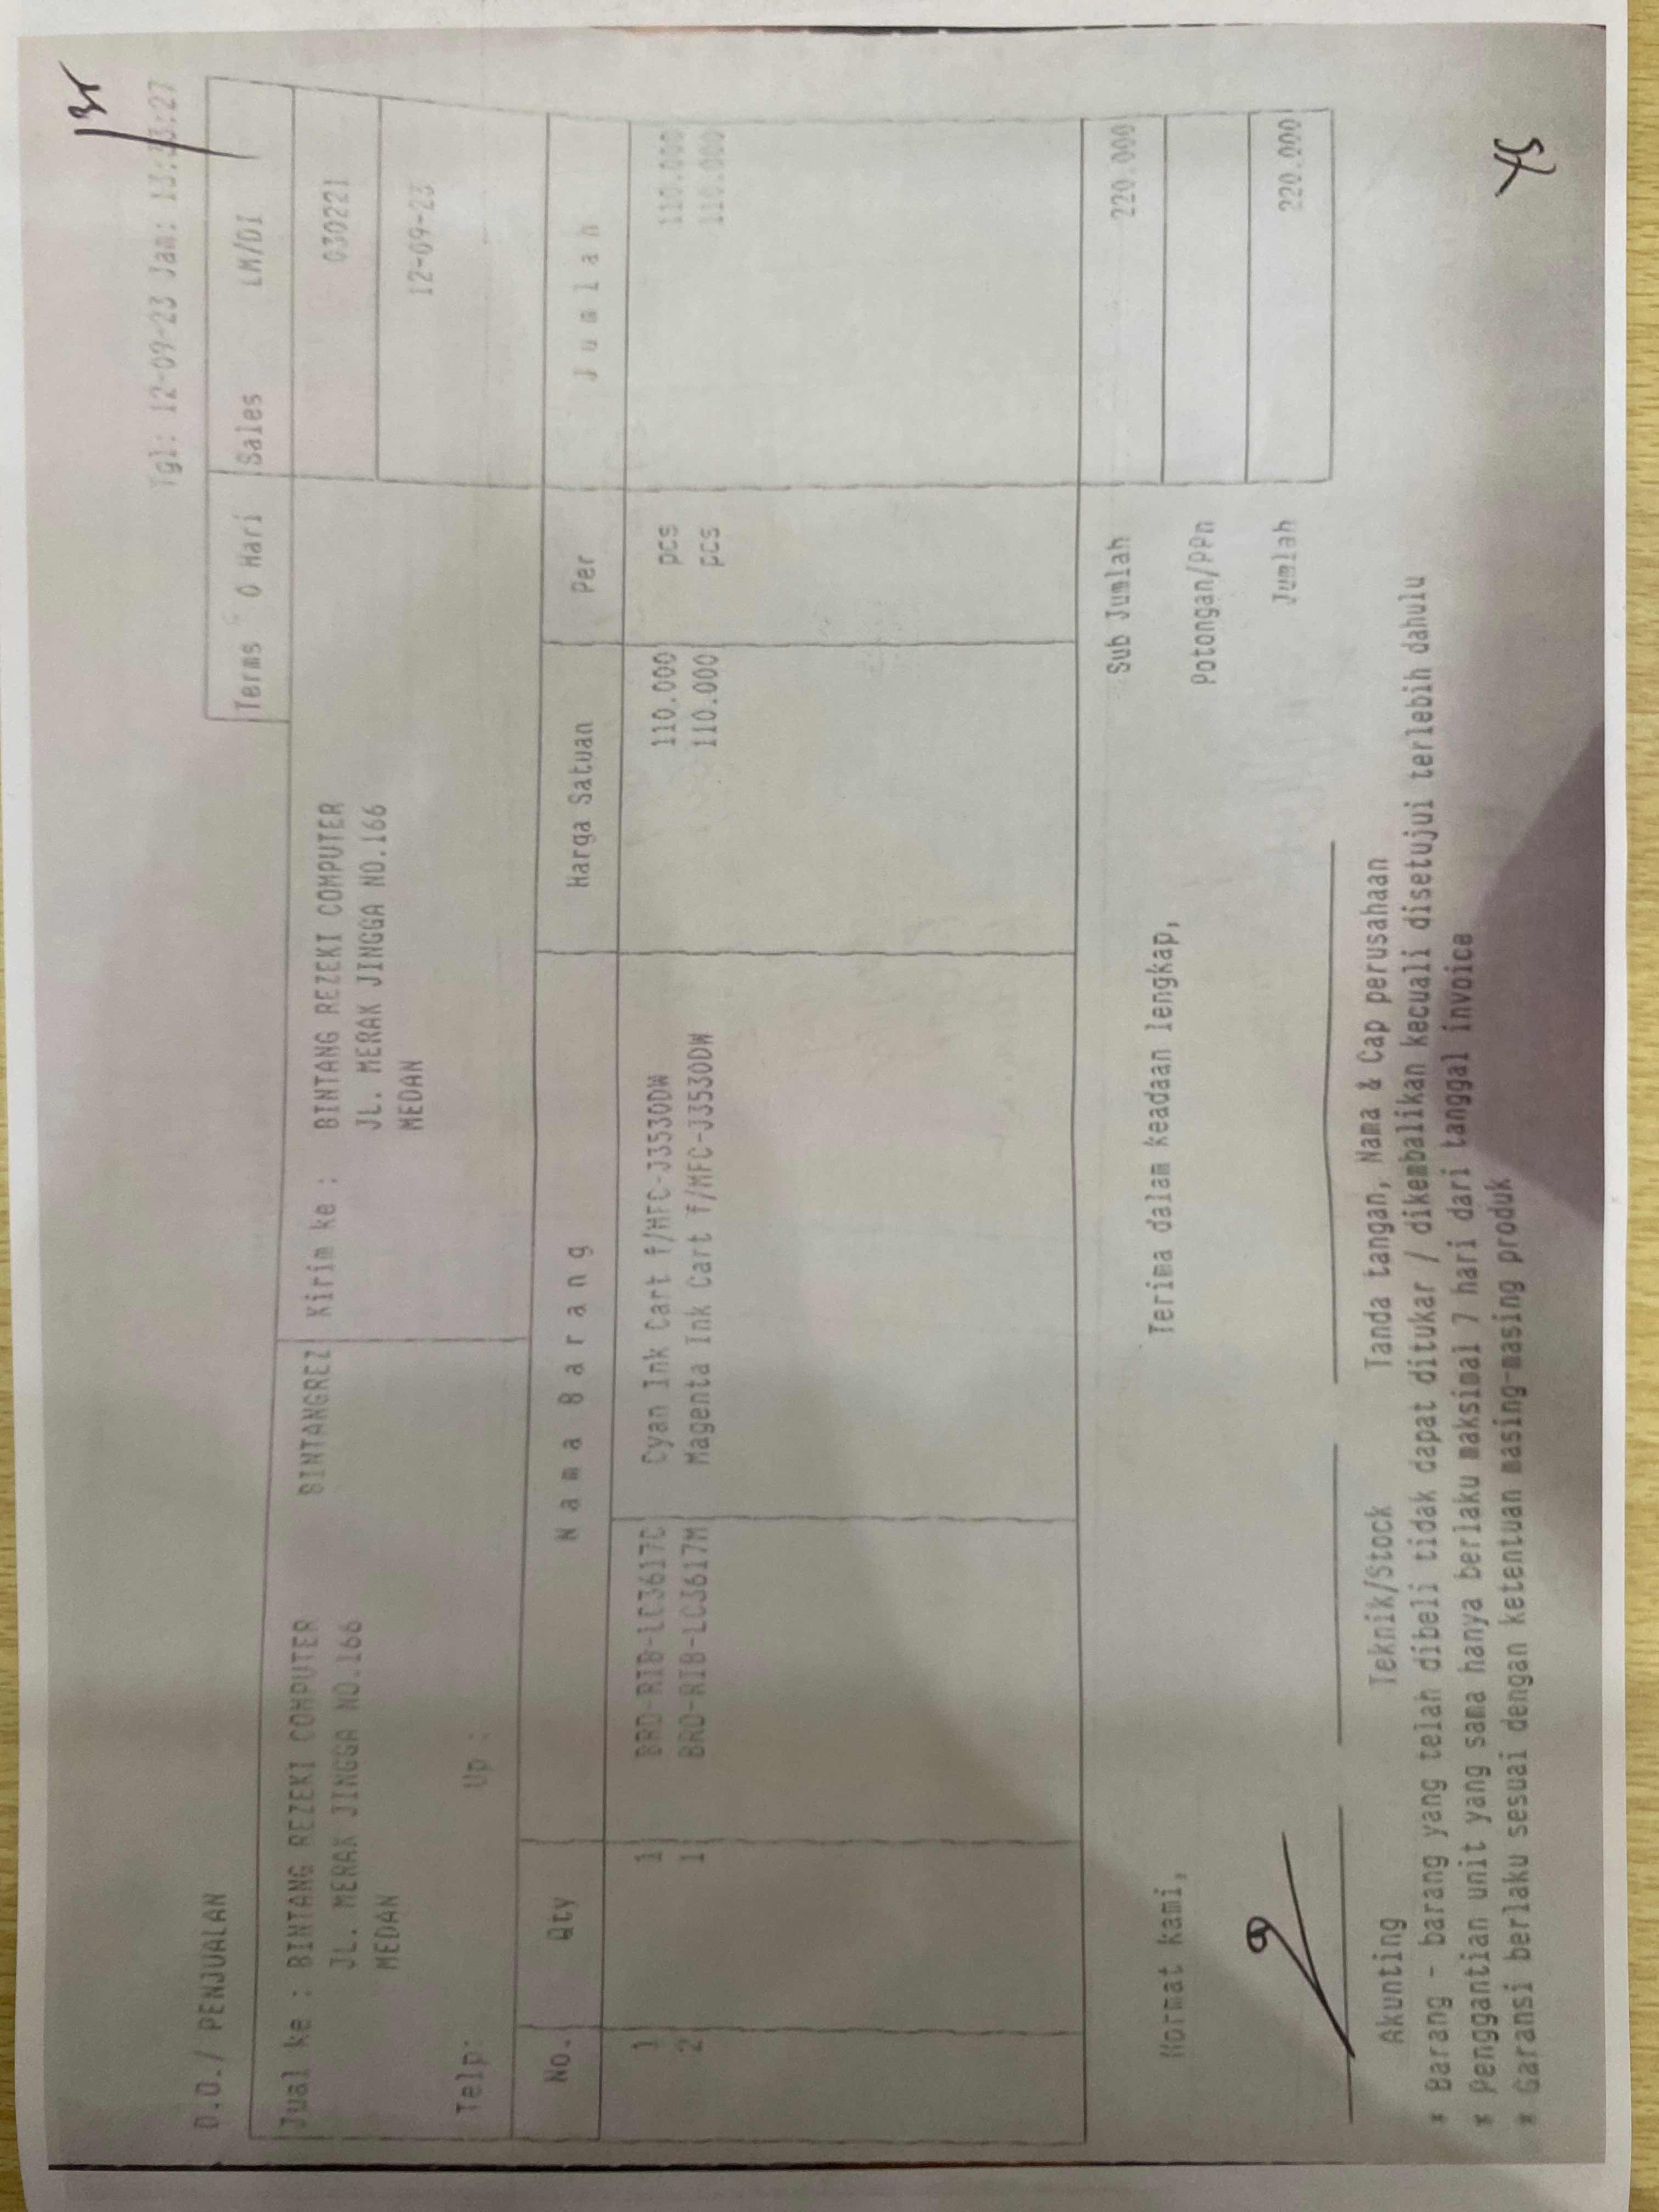 D.O./ PENJUALAN
Tgl: 12-09-23 Jam:
Terms 0 Hari Sales LM/DI
Jual ke : BINTANG REZEKI COMPUTER BINTANGREZ
JL. MERAK JINGGA NO.166
MEDAN
Telp: Up :
Kirim ke : BINTANG REZEKI COMPUTER
JL. MERAK JINGGA NO.166
MEDAN
030221
12-09-23
No. Qty Nama Barang Harga Satuan Per Jumlah
1 1 BRO-RIB-LC3617C Cyan Ink Cart f/MFC-J3530DW 110.000 pcs 110.000
2 1 BRO-RIB-LC3617M Magenta Ink Cart f/MFC-J3530DW 110.000 pcs 110.000
Sub Jumlah 220.000
Potongan/PPn
Jumlah 220.000
Hormat kami, Terima dalam keadaan lengkap,
Akunting Teknik/Stock Tanda tangan, Nama & Cap perusahaan
* Barang - barang yang telah dibeli tidak dapat ditukar / dikembalikan kecuali disetujui terlebih dahulu
* Penggantian unit yang sama hanya berlaku maksimal 7 hari dari tanggal invoice
* Garansi berlaku sesuai dengan ketentuan masing-masing produk